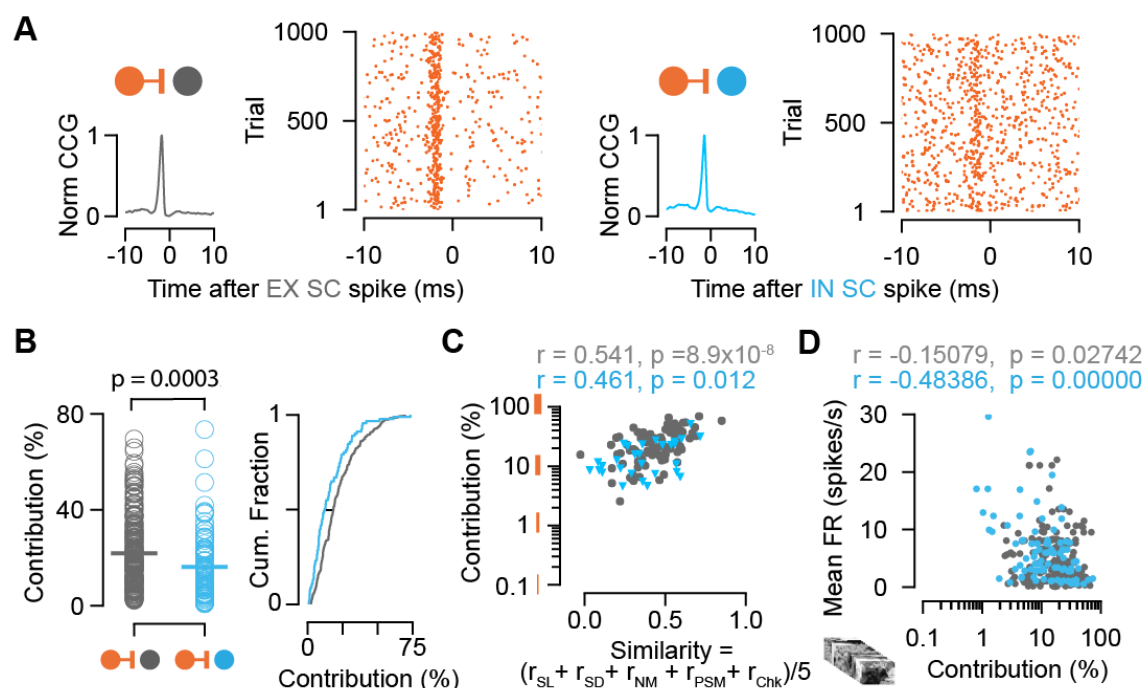 A
Norm CCG
1
0
-10 0 10
Trial
1000
500
1
-10 0 10
Time after EX SC spike (ms)
Norm CCG
1
0
-10 0 10
Trial
1000
500
1
-10 0 10
Time after IN SC spike (ms)
B
p = 0.0003
Contribution (%)
80
40
0
Cum. Fraction
1
0
0 75
Contribution (%)
C
r = 0.541, p =8.9x10-8
r = 0.461, p = 0.012
Contribution (%)
100
10
1
0.1
0.0 0.5 1.0
Similarity =
(rSL+ rSD+ rNM + rPSM+ rChk)/5
D
r = -0.15079, p = 0.02742
r = -0.48386, p = 0.00000
Mean FR (spikes/s)
30
20
10
0
0.1 1 10 100
Contribution (%)